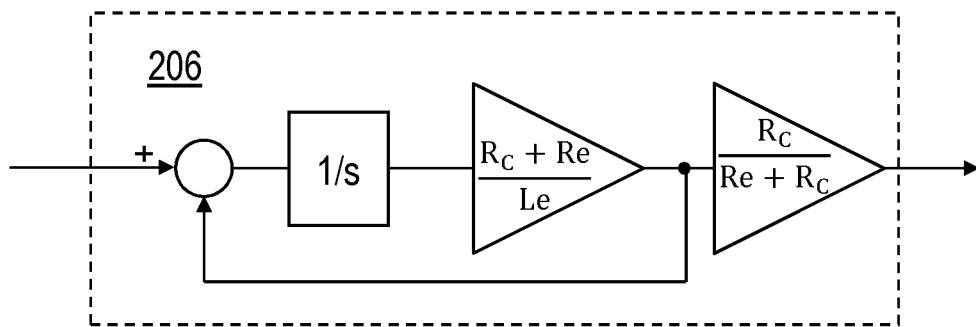 206
+
1/s
R_C + Re
Le
R_C
Re + R_C